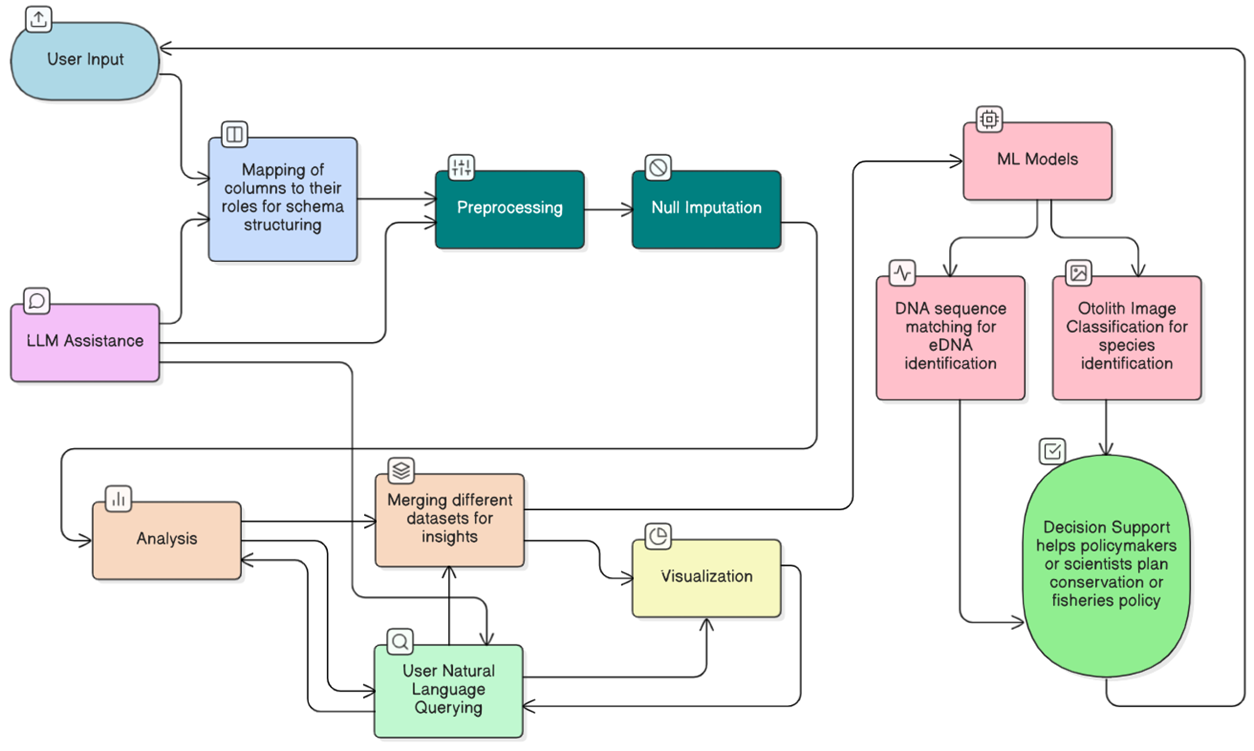 User Input
Mapping of
columns to their
roles for schema
structuring
Preprocessing
Null Imputation
ML Models
LLM Assistance
DNA sequence
matching for
eDNA
identification
Otolith Image
Classification for
species
identification
Analysis
Merging different
datasets for
insights
Visualization
Decision Support
helps policymakers
or scientists plan
conservation or
fisheries policy
User Natural
Language
Querying